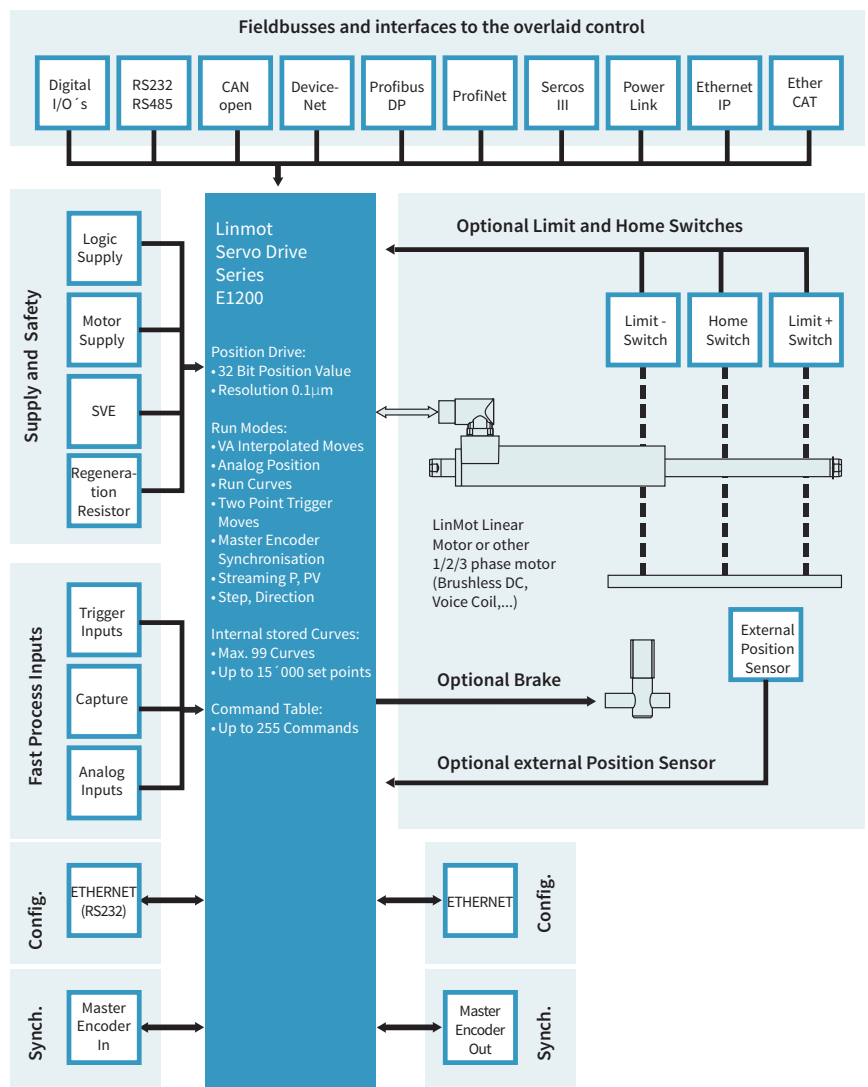 Fieldbusses and interfaces to the overlaid control
Digital
I/O´s
RS232
RS485
CAN
open
Device-
Net
Profibus
DP
ProfiNet
Sercos
III
Power
Link
Ethernet
IP
Ether
CAT
Supply and Safety
Logic
Supply
Motor
Supply
SVE
Regenera-
tion
Resistor
Fast Process Inputs
Trigger
Inputs
Capture
Analog
Inputs
Config.
ETHERNET
(RS232)
Synch.
Master
Encoder
In
Linmot
Servo Drive
Series
E1200
Position Drive:
• 32 Bit Position Value
• Resolution 0.1µm
Run Modes:
• VA Interpolated Moves
• Analog Position
• Run Curves
• Two Point Trigger
Moves
• Master Encoder
Synchronisation
• Streaming P, PV
• Step, Direction
Internal stored Curves:
• Max. 99 Curves
• Up to 15´000 set points
Command Table:
• Up to 255 Commands
Optional Limit and Home Switches
Limit -
Switch
Home
Switch
Limit +
Switch
LinMot Linear
Motor or other
1/2/3 phase motor
(Brushless DC,
Voice Coil,...)
External
Position
Sensor
Optional Brake
Optional external Position Sensor
ETHERNET
Config.
Master
Encoder
Out
Synch.